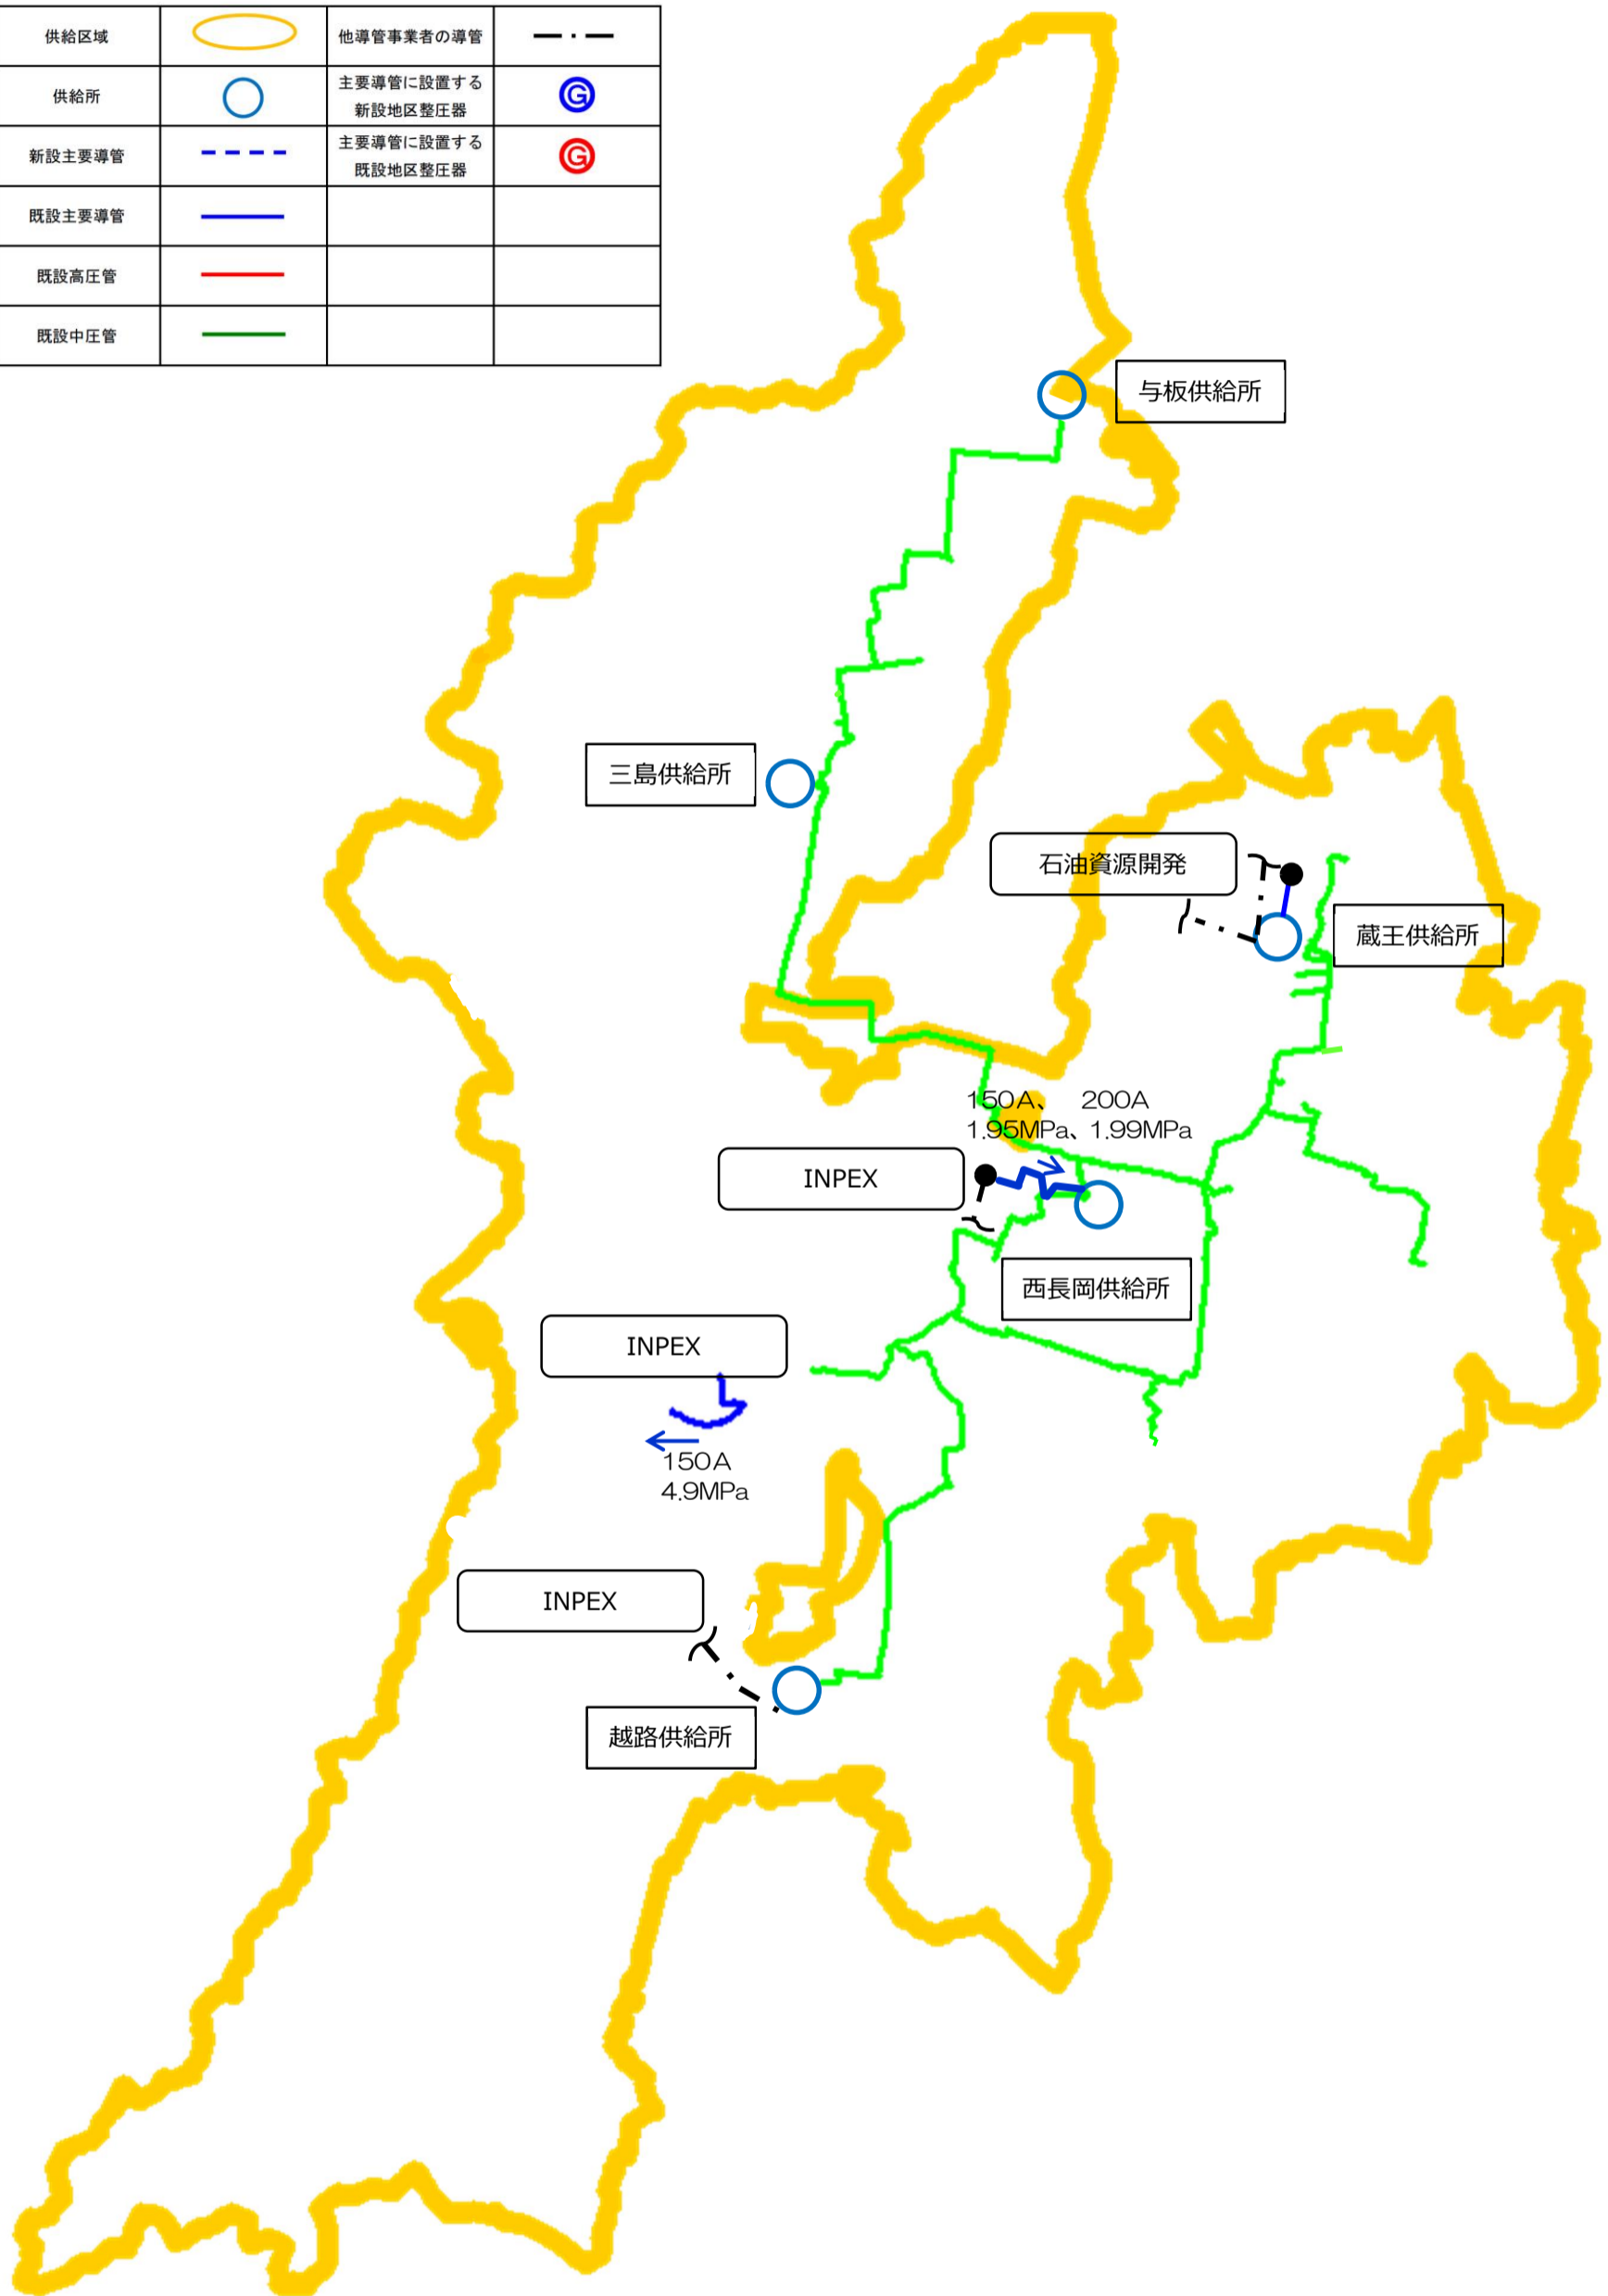 供給区域
他導管事業者の導管
供給所
主要導管に設置する
新設地区整圧器
G
新設主要導管
主要導管に設置する
既設地区整圧器
G
既設主要導管
既設高圧管
既設中圧管
与板供給所
三島供給所
石油資源開発
蔵王供給所
150A、 200A
1.95MPa、1.99MPa
INPEX
西長岡供給所
INPEX
150A
4.9MPa
INPEX
越路供給所